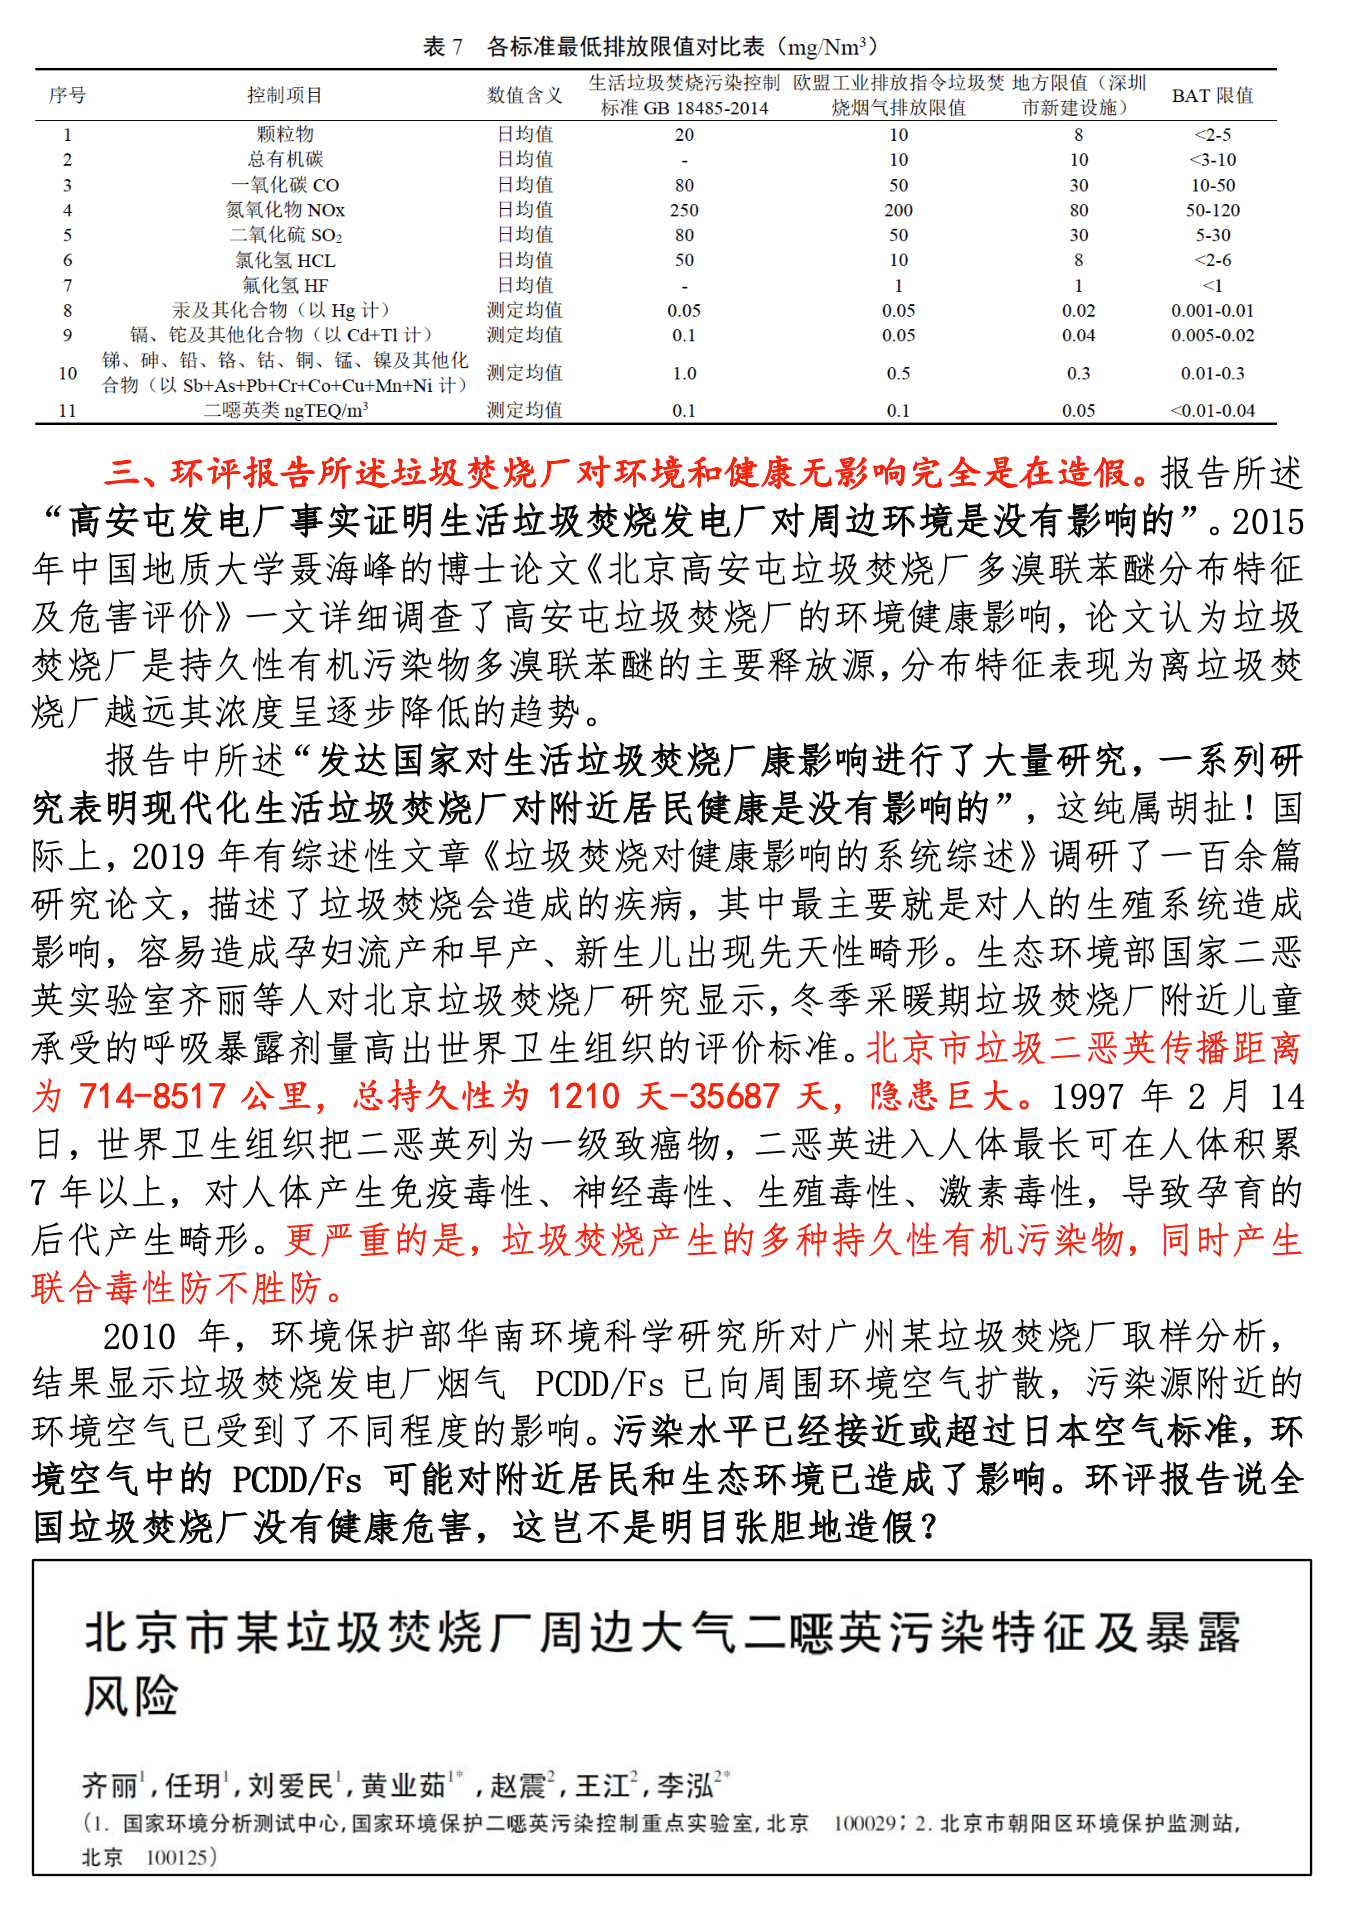 表 7 各标准最低排放限值对比表（mg/Nm³）
序号 控制项目 数值含义 生活垃圾焚烧污染控制标准 GB 18485-2014 欧盟工业排放指令垃圾焚烧烟气排放限值 地方限值（深圳市新建设施） BAT 限值
1 颗粒物 日均值 20 10 8 <2-5
2 总有机碳 日均值 - 10 10 <3-10
3 一氧化碳 CO 日均值 80 50 30 10-50
4 氮氧化物 NOx 日均值 250 200 80 50-120
5 二氧化硫 SO₂ 日均值 80 50 30 5-30
6 氯化氢 HCL 日均值 50 10 8 <2-6
7 氟化氢 HF 日均值 - 1 1 <1
8 汞及其化合物（以 Hg 计） 测定均值 0.05 0.05 0.02 0.001-0.01
9 镉、铊及其他化合物（以 Cd+Tl 计） 测定均值 0.1 0.05 0.04 0.005-0.02
10 锑、砷、铅、铬、钴、铜、锰、镍及其他化合物（以 Sb+As+Pb+Cr+Co+Cu+Mn+Ni 计） 测定均值 1.0 0.5 0.3 0.01-0.3
11 二噁英类 ngTEQ/m³ 测定均值 0.1 0.1 0.05 <0.01-0.04
三、环评报告所述垃圾焚烧厂对环境和健康无影响完全是在造假。报告所述
“高安屯发电厂事实证明生活垃圾焚烧发电厂对周边环境是没有影响的”。2015
年中国地质大学聂海峰的博士论文《北京高安屯垃圾焚烧厂多溴联苯醚分布特征
及危害评价》一文详细调查了高安屯垃圾焚烧厂的环境健康影响，论文认为垃圾
焚烧厂是持久性有机污染物多溴联苯醚的主要释放源，分布特征表现为离垃圾焚
烧厂越远其浓度呈逐步降低的趋势。
报告中所述“发达国家对生活垃圾焚烧厂康影响进行了大量研究，一系列研
究表明现代化生活垃圾焚烧厂对附近居民健康是没有影响的”，这纯属胡扯！国
际上，2019 年有综述性文章《垃圾焚烧对健康影响的系统综述》调研了一百余篇
研究论文，描述了垃圾焚烧会造成的疾病，其中最主要就是对人的生殖系统造成
影响，容易造成孕妇流产和早产、新生儿出现先天性畸形。生态环境部国家二恶
英实验室齐丽等人对北京垃圾焚烧厂研究显示，冬季采暖期垃圾焚烧厂附近儿童
承受的呼吸暴露剂量高出世界卫生组织的评价标准。北京市垃圾二恶英传播距离
为 714-8517 公里，总持久性为 1210 天-35687 天，隐患巨大。1997 年 2 月 14
日，世界卫生组织把二恶英列为一级致癌物，二恶英进入人体最长可在人体积累
7 年以上，对人体产生免疫毒性、神经毒性、生殖毒性、激素毒性，导致孕育的
后代产生畸形。更严重的是，垃圾焚烧产生的多种持久性有机污染物，同时产生
联合毒性防不胜防。
2010 年，环境保护部华南环境科学研究所对广州某垃圾焚烧厂取样分析，
结果显示垃圾焚烧发电厂烟气 PCDD/Fs 已向周围环境空气扩散，污染源附近的
环境空气已受到了不同程度的影响。污染水平已经接近或超过日本空气标准，环
境空气中的 PCDD/Fs 可能对附近居民和生态环境已造成了影响。环评报告说全
国垃圾焚烧厂没有健康危害，这岂不是明目张胆地造假？
北京市某垃圾焚烧厂周边大气二噁英污染特征及暴露
风险
齐丽¹,任玥¹,刘爱民¹,黄业茹¹*,赵震²,王江²,李泓²*
(1. 国家环境分析测试中心,国家环境保护二噁英污染控制重点实验室,北京 100029; 2. 北京市朝阳区环境保护监测站,
北京 100125)